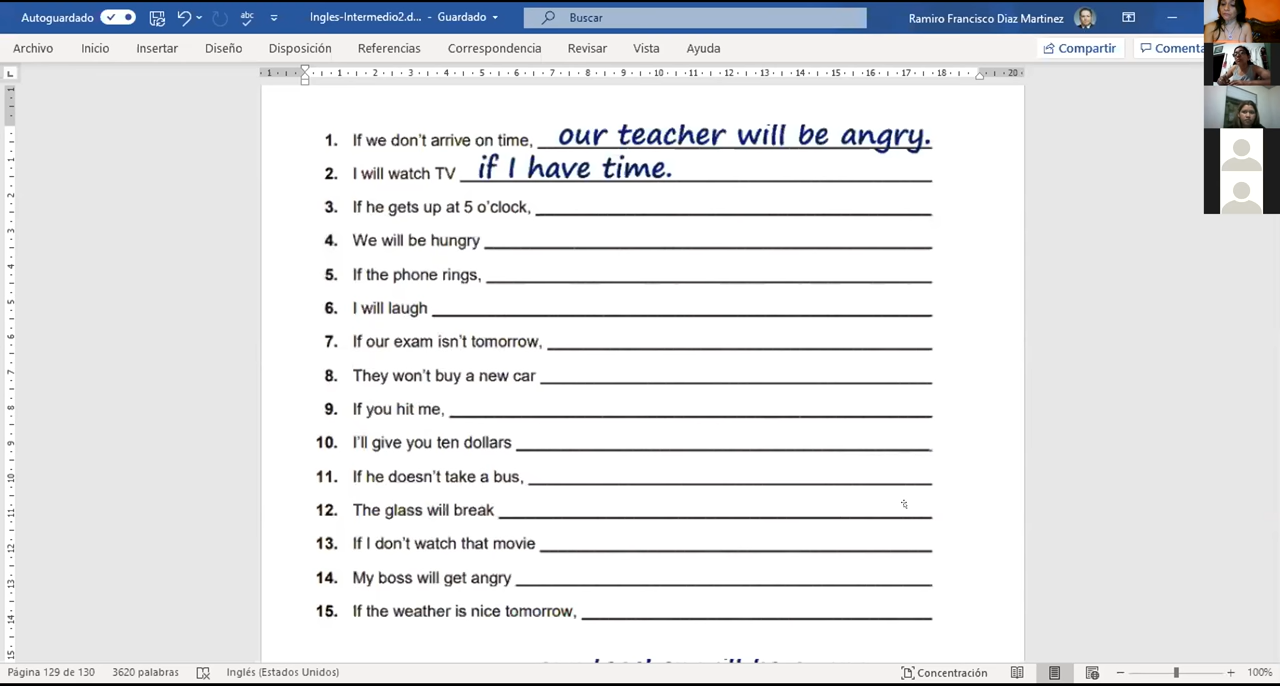 Autoguardado Ingles-Intermedio2.d... - Guardado Buscar Ramiro Francisco Diaz Martinez
Archivo Inicio Insertar Diseño Disposición Referencias Correspondencia Revisar Vista Ayuda Compartir Comenta
1. If we don't arrive on time, our teacher will be angry.
2. I will watch TV if I have time.
3. If he gets up at 5 o'clock,
4. We will be hungry
5. If the phone rings,
6. I will laugh
7. If our exam isn't tomorrow,
8. They won't buy a new car
9. If you hit me,
10. I'll give you ten dollars
11. If he doesn't take a bus,
12. The glass will break
13. If I don't watch that movie
14. My boss will get angry
15. If the weather is nice tomorrow,
Página 129 de 130 3620 palabras Inglés (Estados Unidos) Concentración 100%